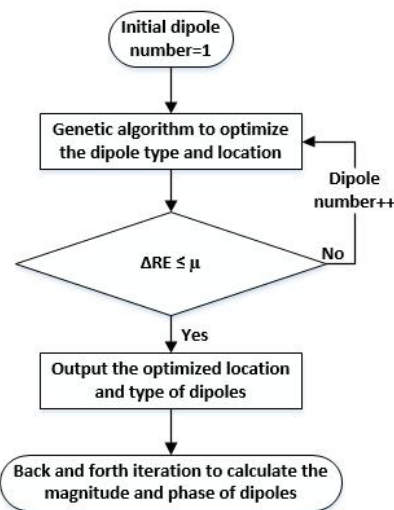 Initial dipole
number=1
Genetic algorithm to optimize
the dipole type and location
Dipole
number++
ΔRE ≤ μ
No
Yes
Output the optimized location
and type of dipoles
Back and forth iteration to calculate the
magnitude and phase of dipoles